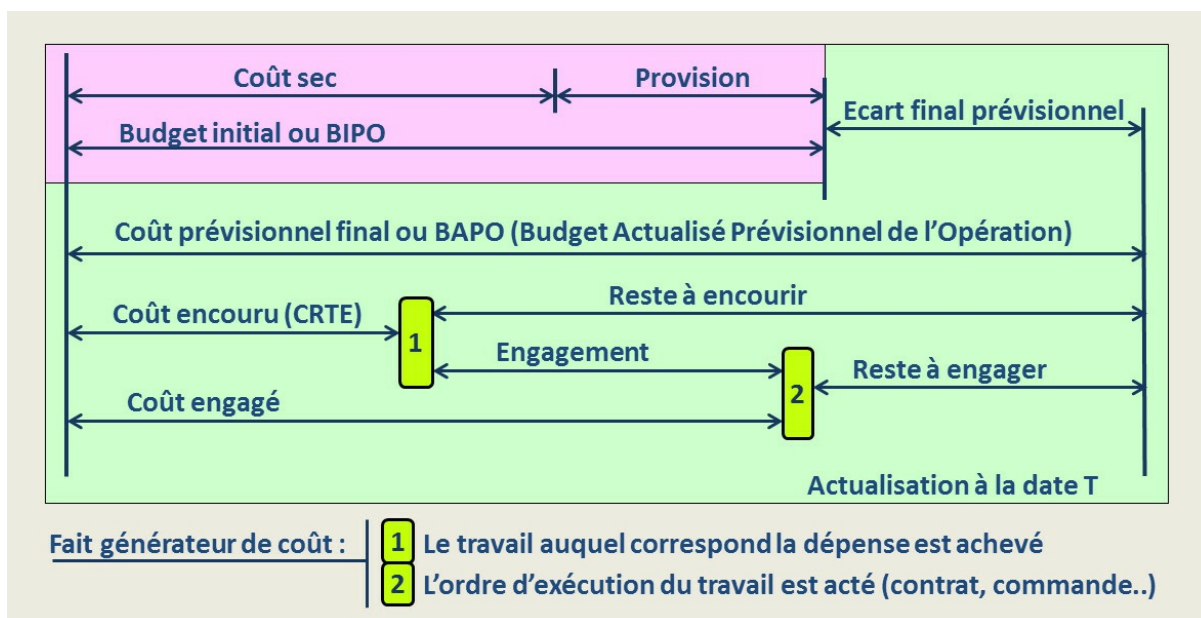 Coût sec
Provision
Ecart final prévisionnel
Budget initial ou BIPO
Coût prévisionnel final ou BAPO (Budget Actualisé Prévisionnel de l'Opération)
Reste à encourir
Coût encouru (CRTE)
1
Engagement
Reste à engager
2
Coût engagé
Actualisation à la date T
Fait générateur de coût :
1 Le travail auquel correspond la dépense est achevé
2 L'ordre d'exécution du travail est acté (contrat, commande..)